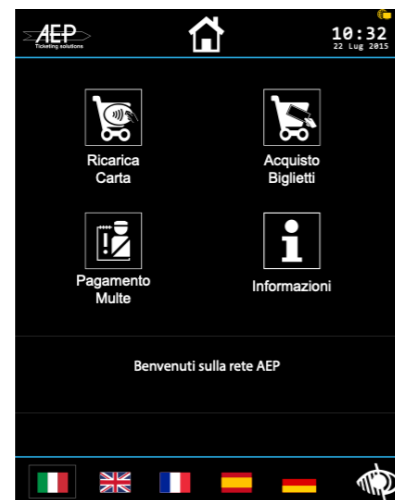 AEP
Ticketing solutions
10:32
22 Lug 2015
Ricarica
Carta
Acquisto
Biglietti
Pagamento
Multe
Informazioni
Benvenuti sulla rete AEP